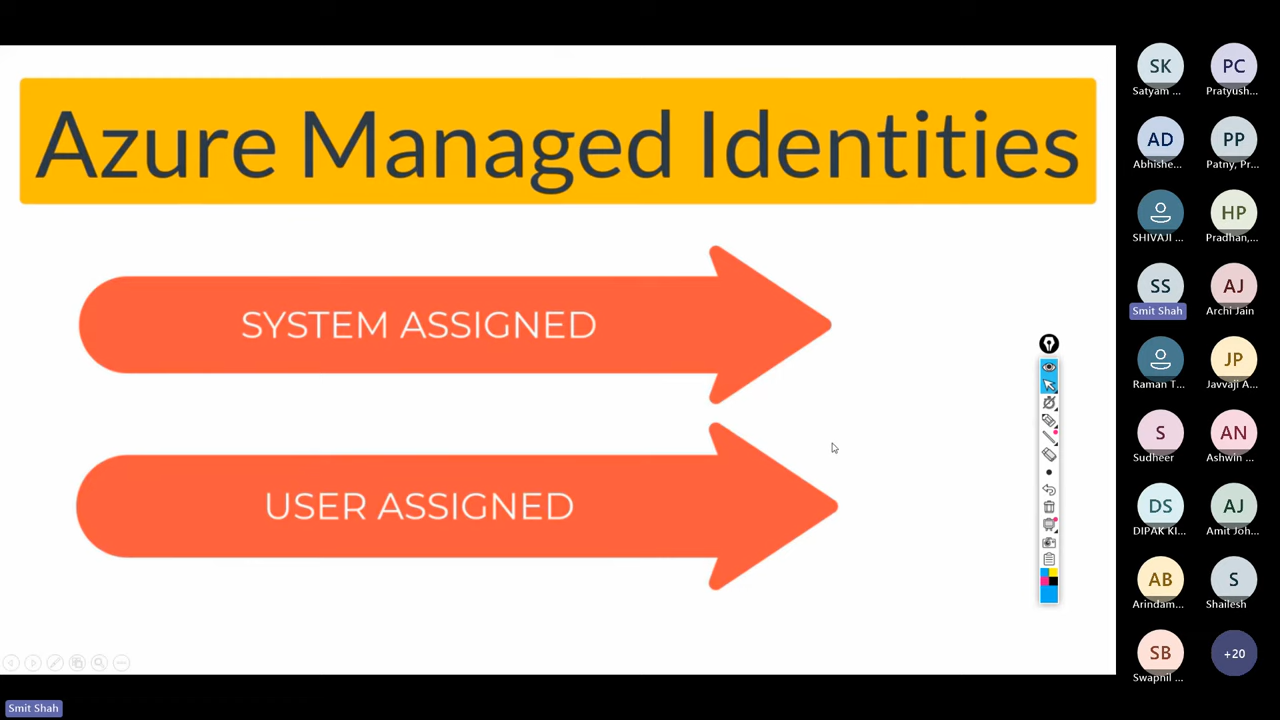 Azure Managed Identities
SYSTEM ASSIGNED
USER ASSIGNED
SK
Satyam ...
PC
Pratyush...
AD
Abhishe...
PP
Patny, Pr...
SHIVAJI ...
HP
Pradhan,...
SS
Smit Shah
AJ
Archi Jain
Raman T...
JP
Javvaji A...
S
Sudheer
AN
Ashwin ...
DS
DIPAK KI...
AJ
Amit Joh...
AB
Arindam...
S
Shailesh
SB
Swapnil ...
+20
Smit Shah